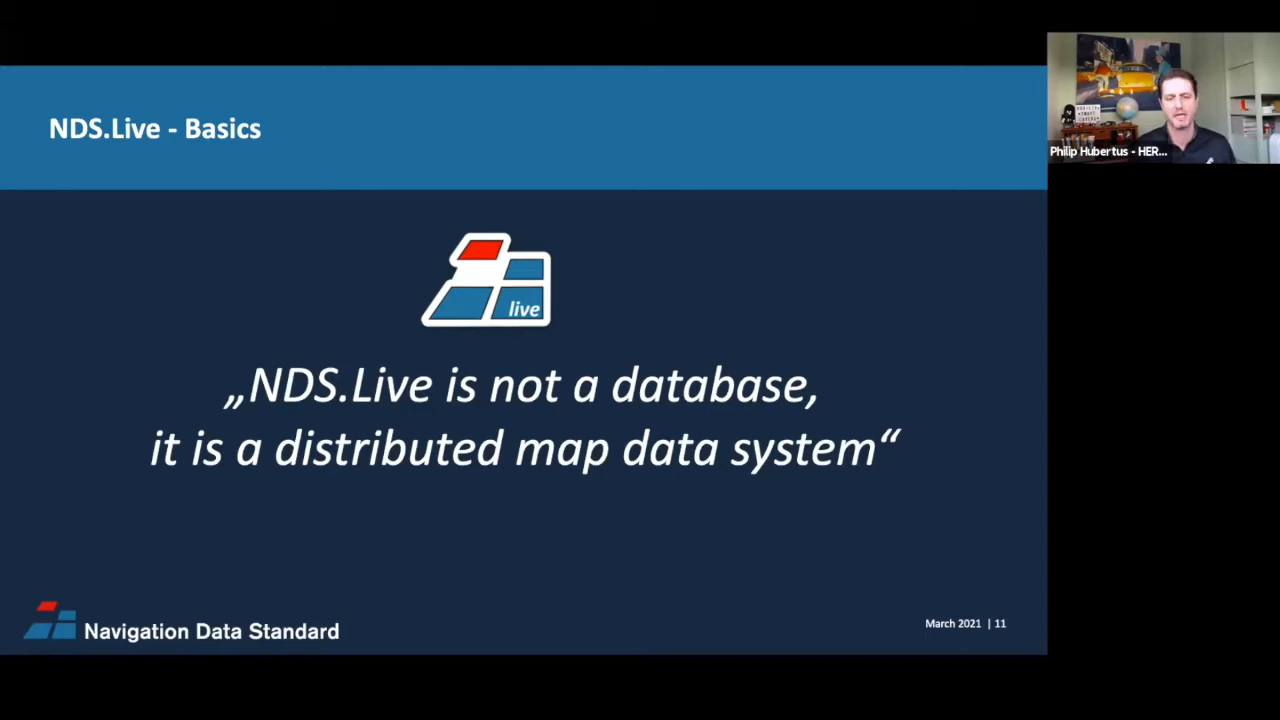 NDS.Live - Basics
Philip Hubertus - HER...
live
„NDS.Live is not a database,
it is a distributed map data system“
Navigation Data Standard
March 2021 | 11